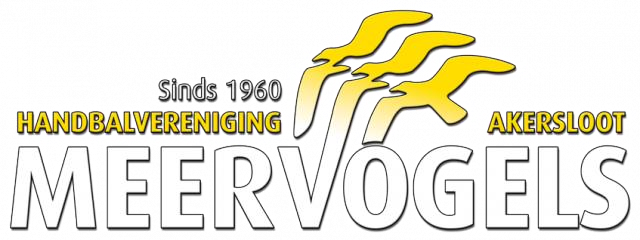 Sinds 1960
HANDBALVERENIGING AKERSLOOT
MEERVOGELS